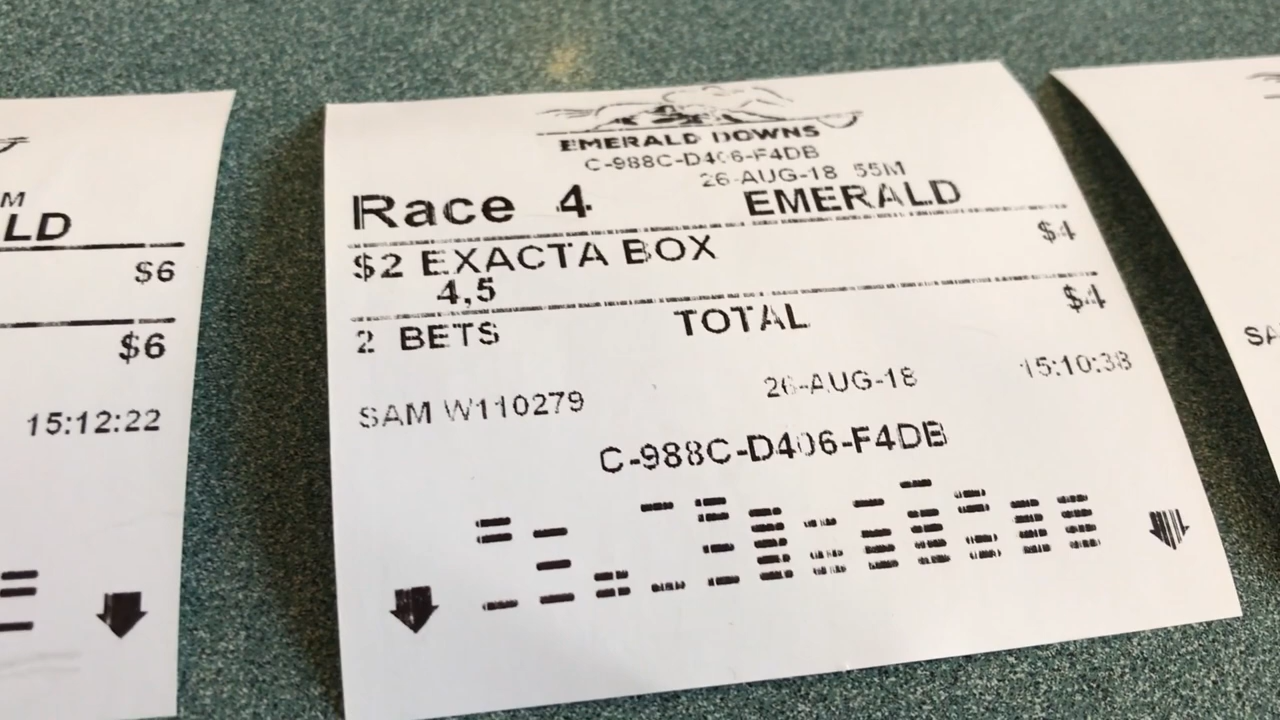 M
LD
$6
$6
15:12:22
EMERALD DOWNS
C-988C-D406-F4DB
26-AUG-18 55M
Race 4 EMERALD
$2 EXACTA BOX $4
4,5
2 BETS TOTAL $4
SAM W110279 26-AUG-18 15:10:38
C-988C-D406-F4DB
SA